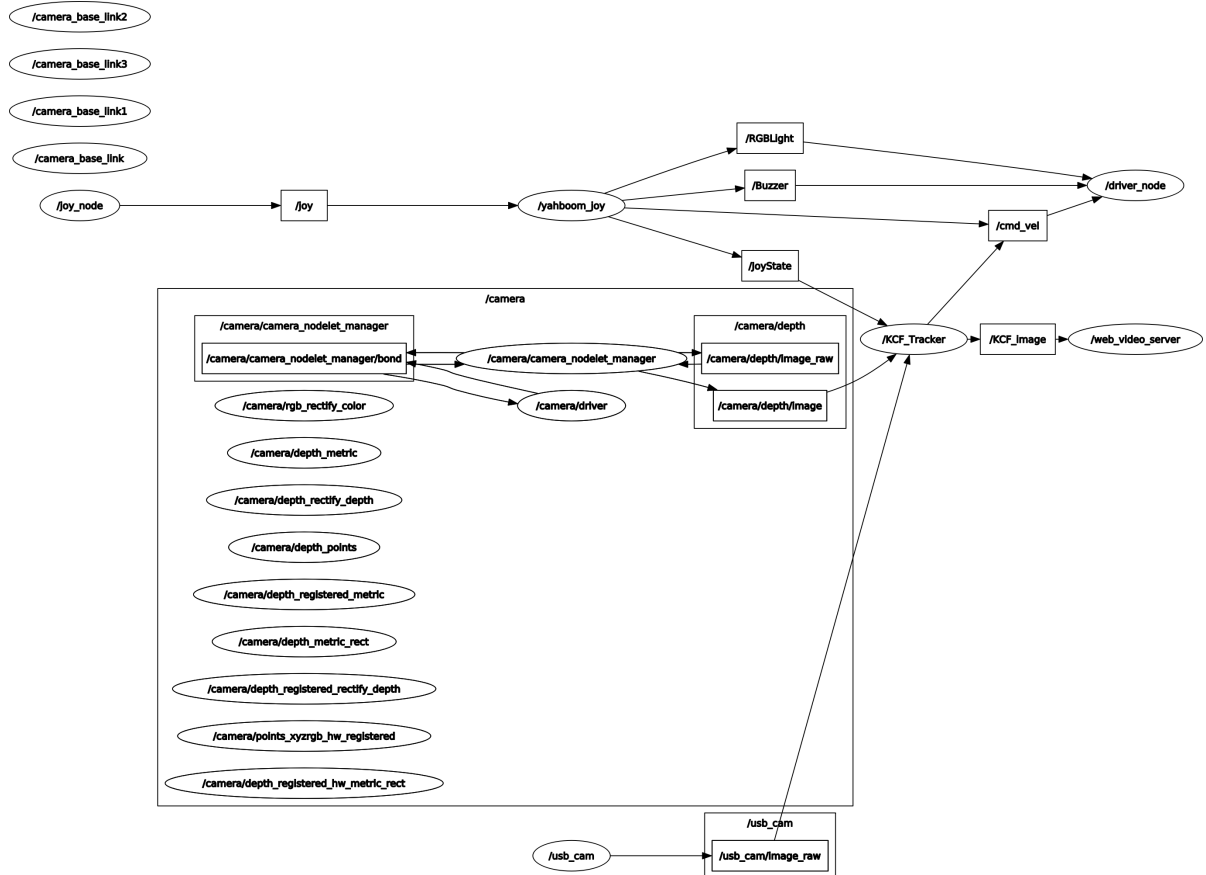 /camera_base_link2
/camera_base_link3
/camera_base_link1
/camera_base_link
/joy_node
/joy
/yahboom_joy
/RGBLight
/Buzzer
/driver_node
/cmd_vel
/JoyState
/camera
/camera/camera_nodelet_manager
/camera/camera_nodelet_manager/bond
/camera/camera_nodelet_manager
/camera/depth
/camera/depth/image_raw
/camera/depth/image
/KCF_Tracker
/KCF_image
/web_video_server
/camera/rgb_rectify_color
/camera/driver
/camera/depth_metric
/camera/depth_rectify_depth
/camera/depth_points
/camera/depth_registered_metric
/camera/depth_metric_rect
/camera/depth_registered_rectify_depth
/camera/points_xyzrgb_hw_registered
/camera/depth_registered_hw_metric_rect
/usb_cam
/usb_cam
/usb_cam/image_raw